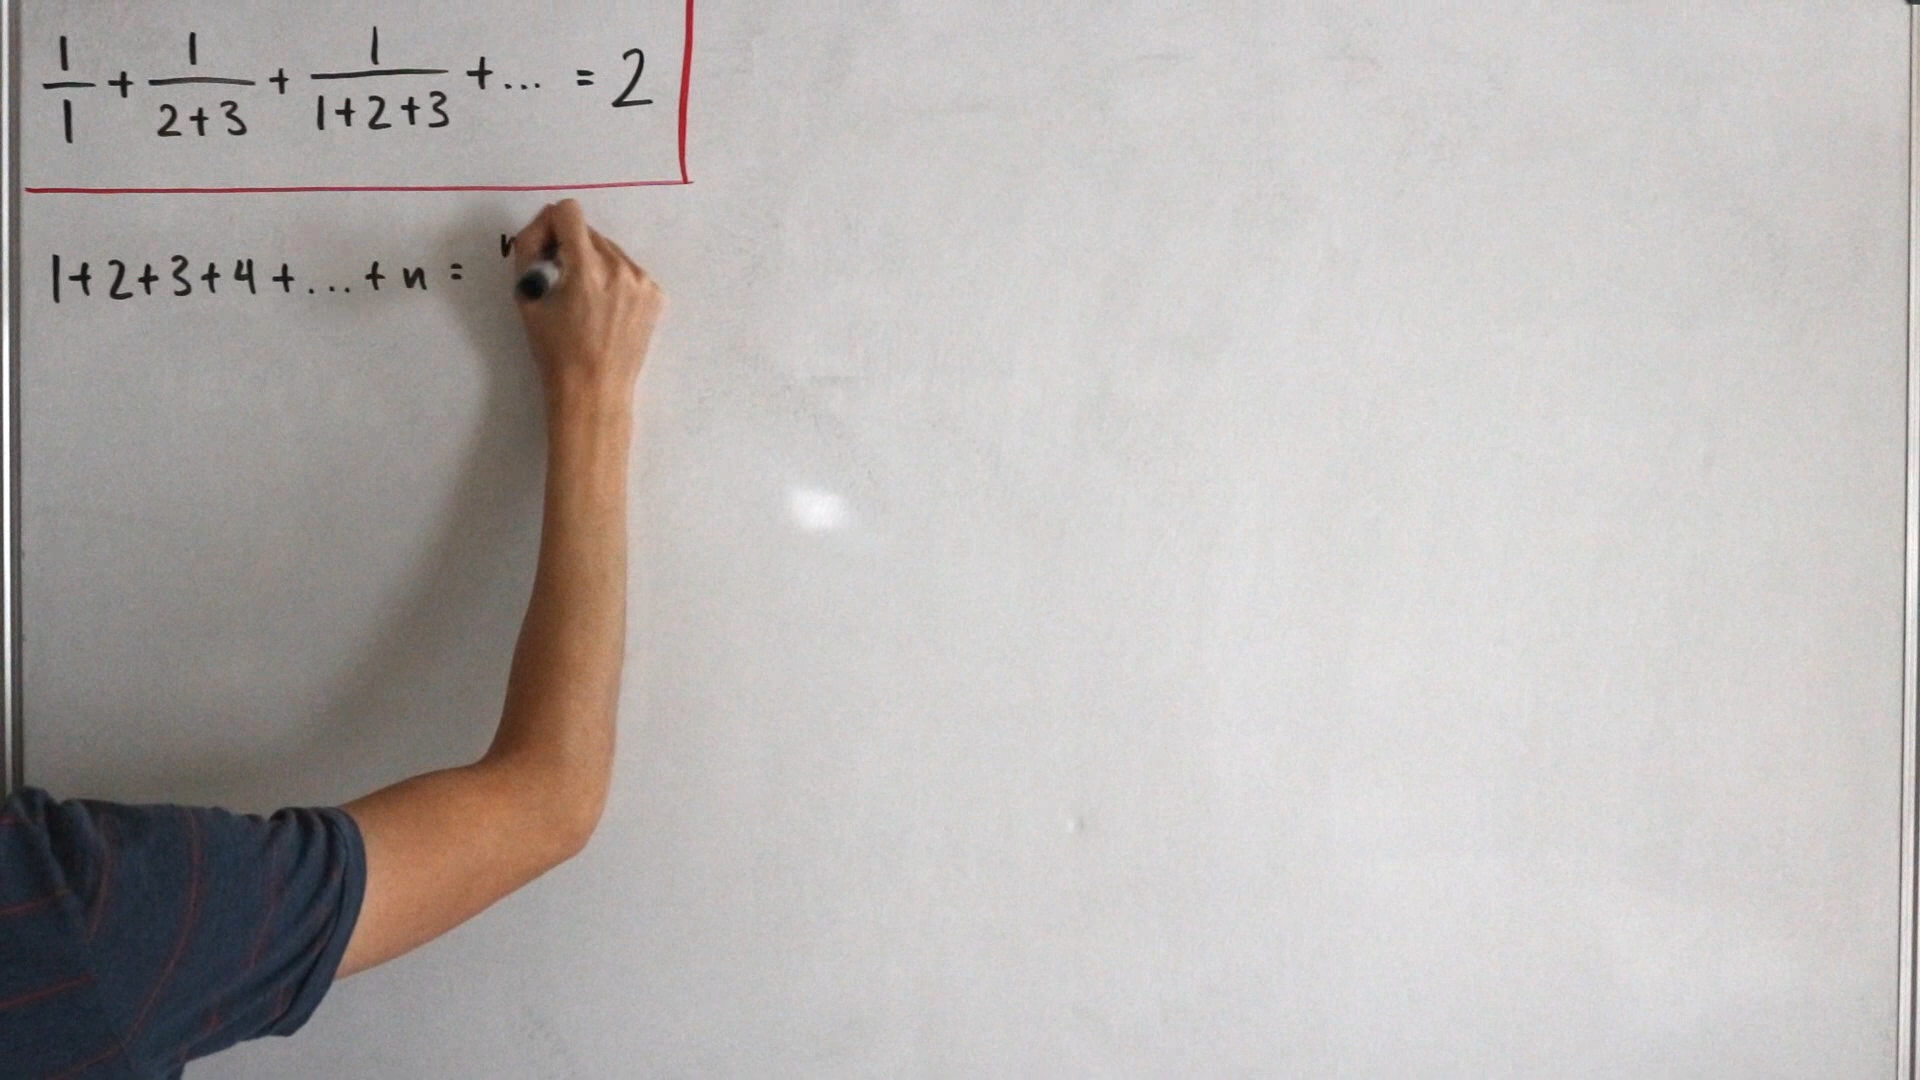 1/1 + 1/(2+3) + 1/(1+2+3) + ... = 2
1+2+3+4+...+n = n